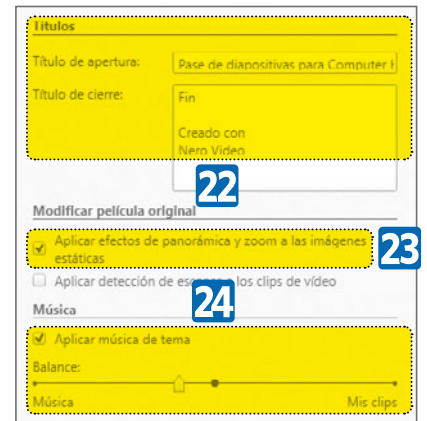 Títulos
Título de apertura:
Pase de diapositivas para Computer
Título de cierre:
Fin
Creado con
Nero Video
22
Modificar película original
Aplicar efectos de panorámica y zoom a las imágenes
estáticas
23
Aplicar detección de a los clips de vídeo
24
Música
Aplicar música de tema
Balance:
Música
Mis clips